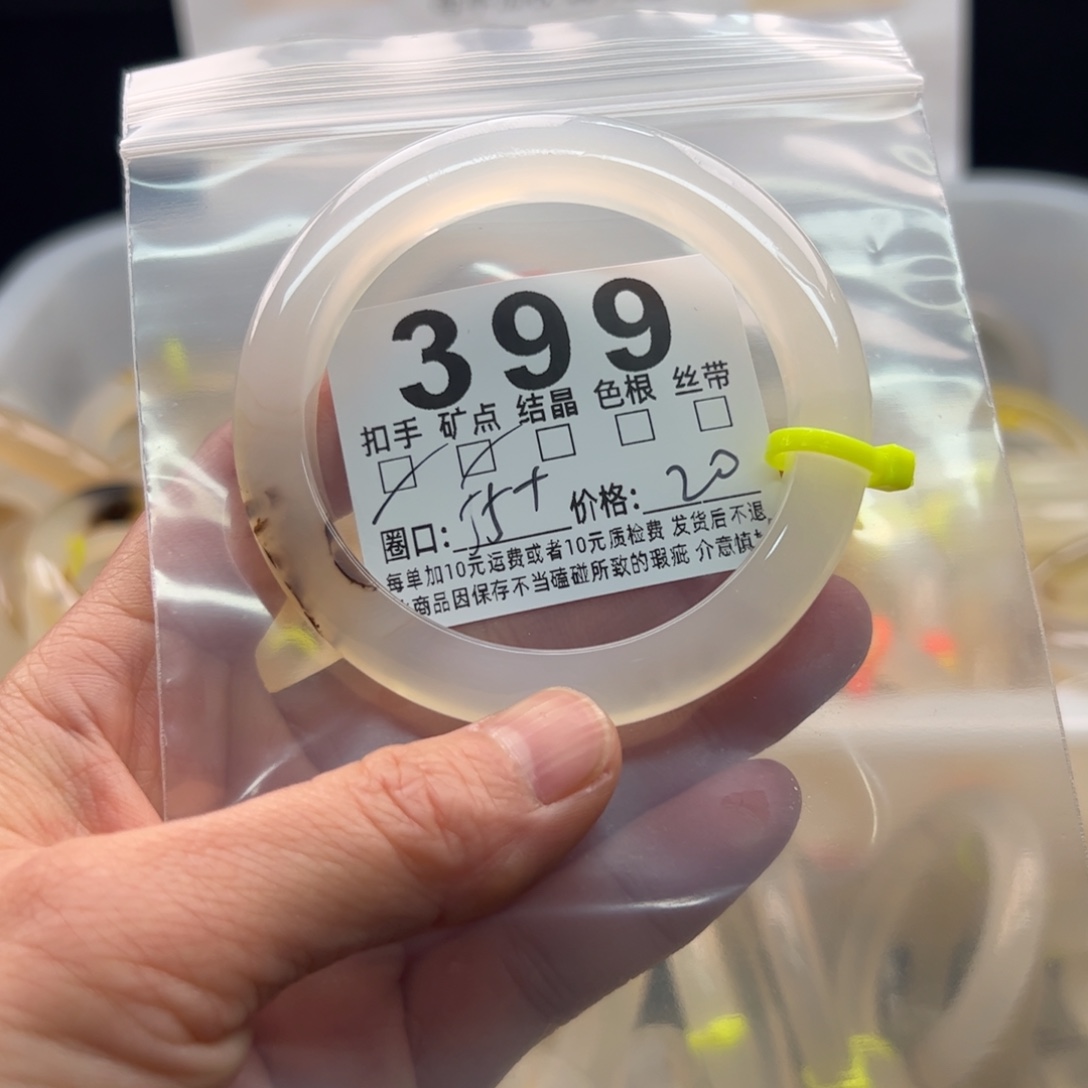 399
扣手 矿点 结晶 色根 丝带
圈口: 55+ 价格: 20
每单加10元运费或者10元质检费 发货后不退
商品因保存不当磕碰所致的瑕疵 介意慎